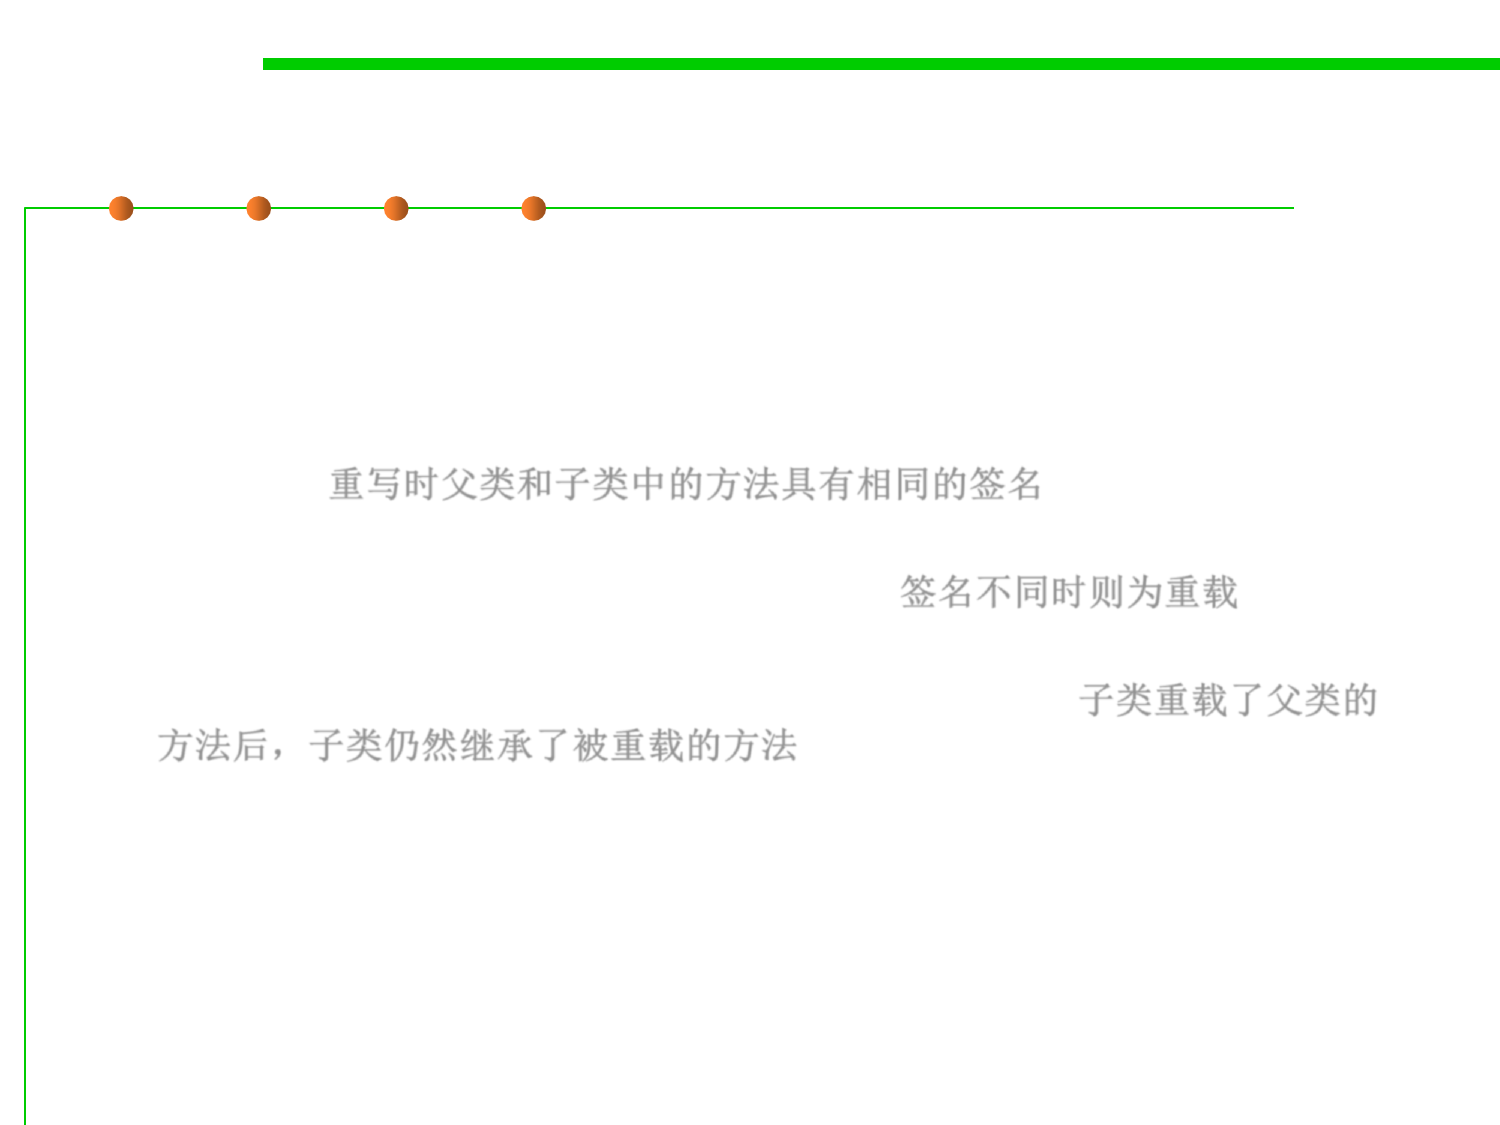 重写时父类和子类中的方法具有相同的签名
签名不同时则为重载
子类重载了父类的
方法后，子类仍然继承了被重载的方法